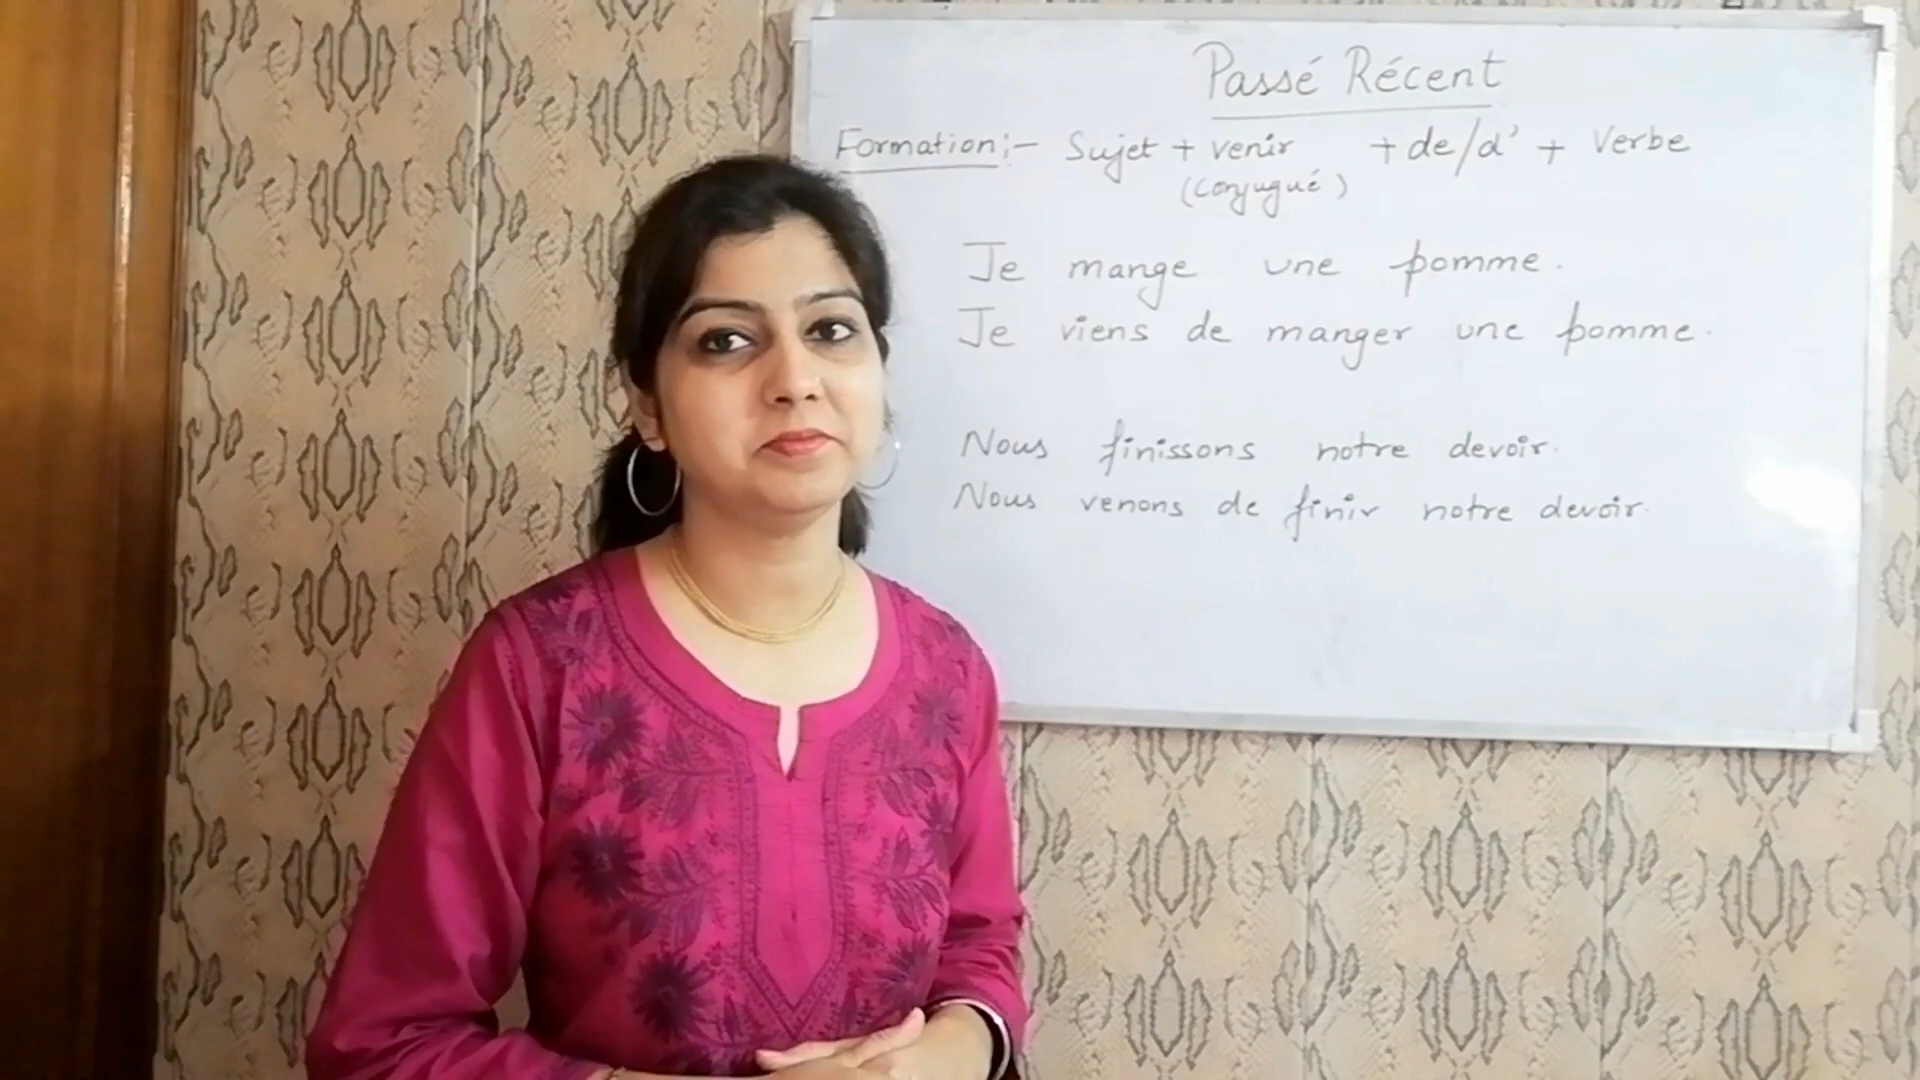 Passé Récent
Formation:- Sujet + venir + de/d' + Verbe
(conjugué)
Je mange une pomme.
Je viens de manger une pomme.
Nous finissons notre devoir.
Nous venons de finir notre devoir.